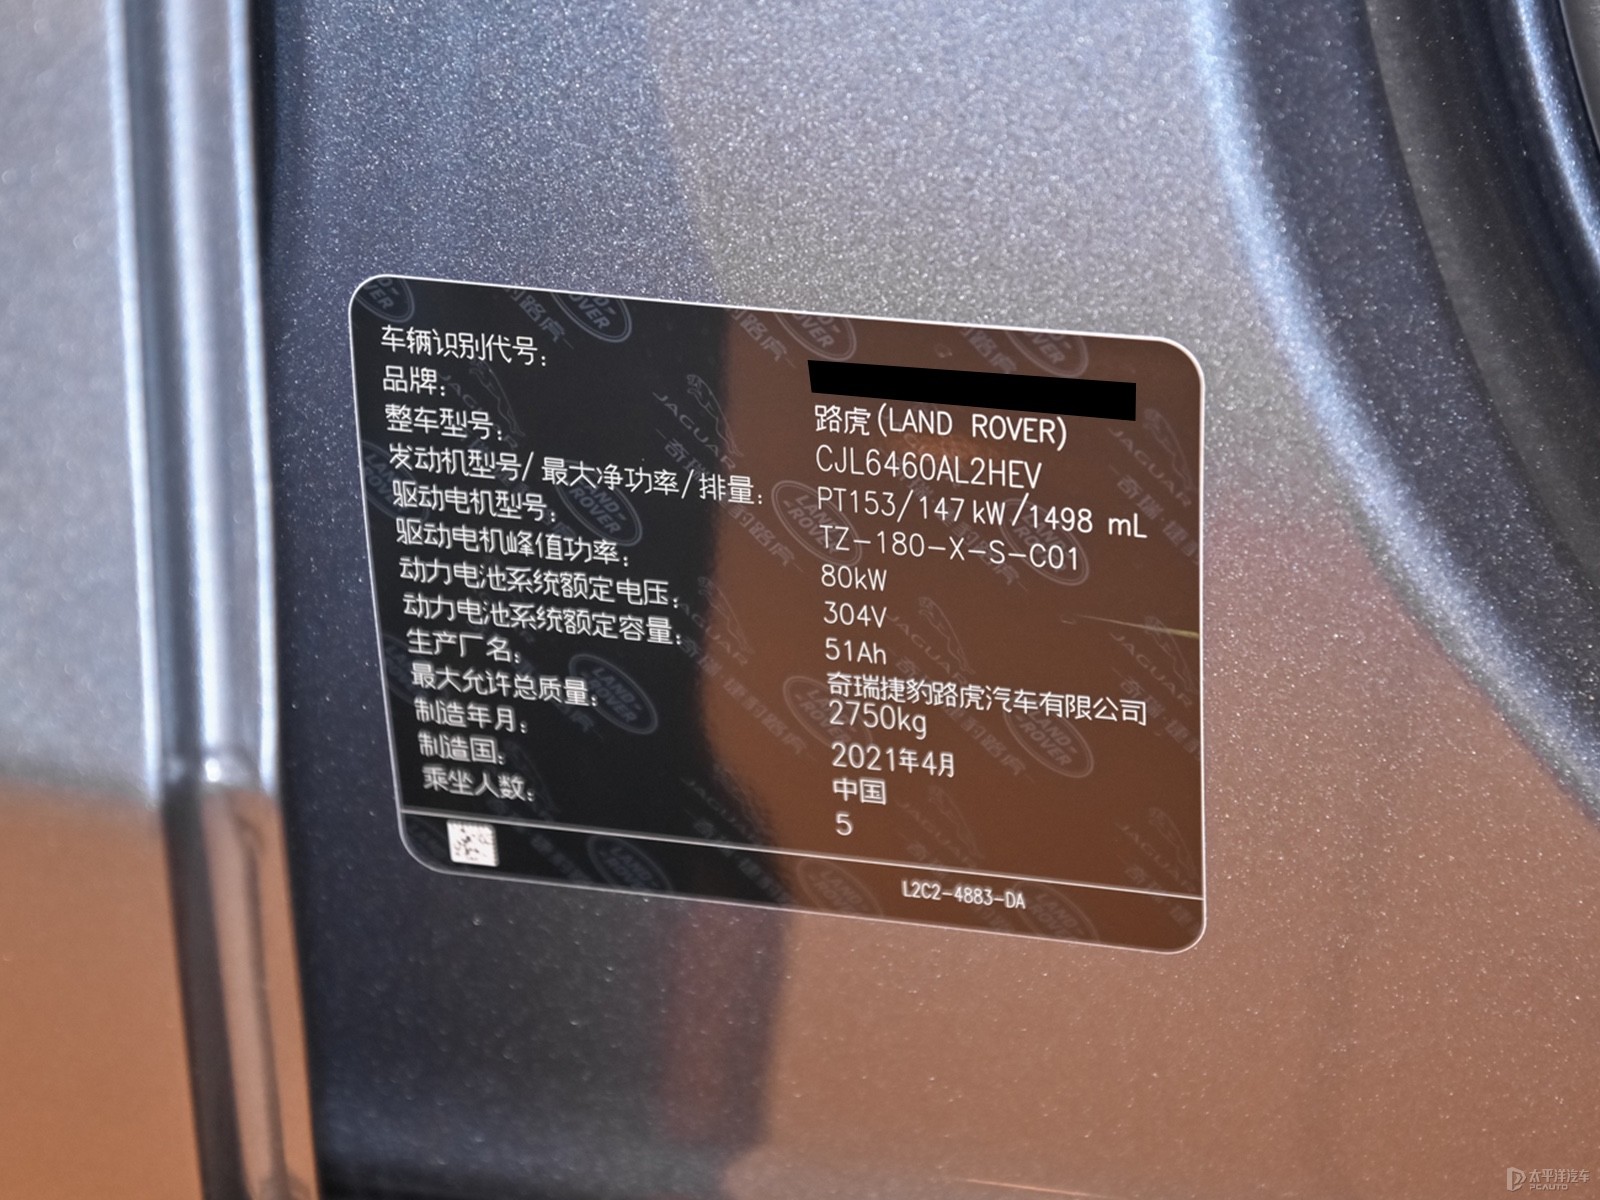 车辆识别代号:
品牌: 路虎(LAND ROVER)
整车型号: CJL6460AL2HEV
发动机型号/最大净功率/排量: PT153/147kW/1498 mL
驱动电机型号: TZ-180-X-S-C01
驱动电机峰值功率: 80kW
动力电池系统额定电压: 304V
动力电池系统额定容量: 51Ah
生产厂名: 奇瑞捷豹路虎汽车有限公司
最大允许总质量: 2750kg
制造年月: 2021年4月
制造国: 中国
乘坐人数: 5
L2C2-4883-DA
太平洋汽车
PCAUTO